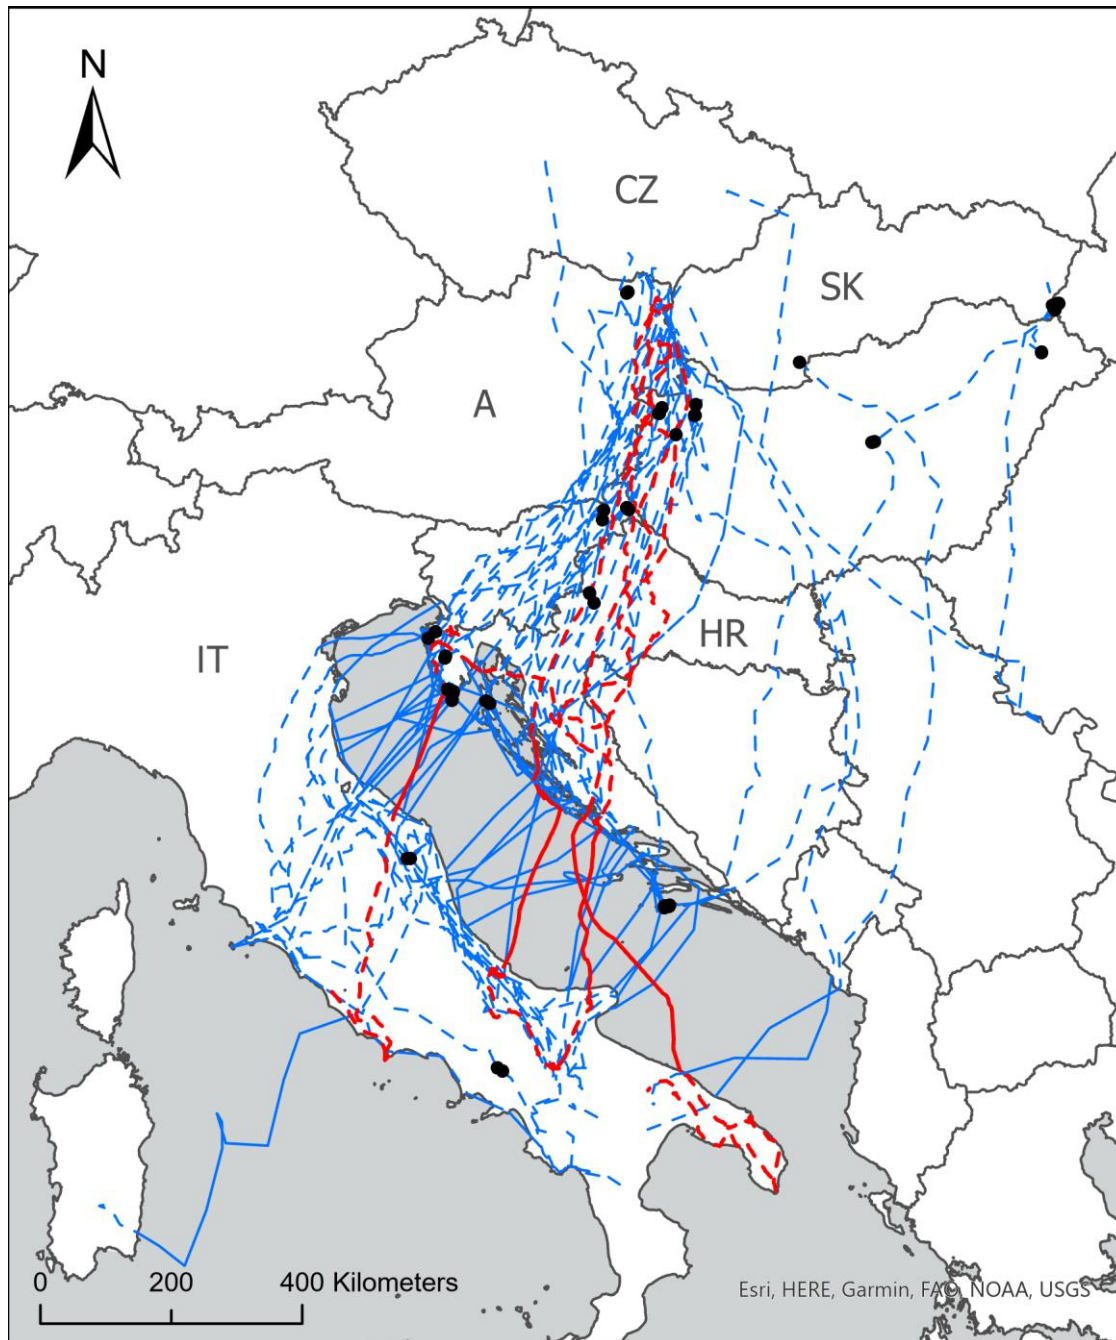 N
CZ
SK
A
HR
IT
0 200 400 Kilometers
Esri, HERE, Garmin, FAO, NOAA, USGS